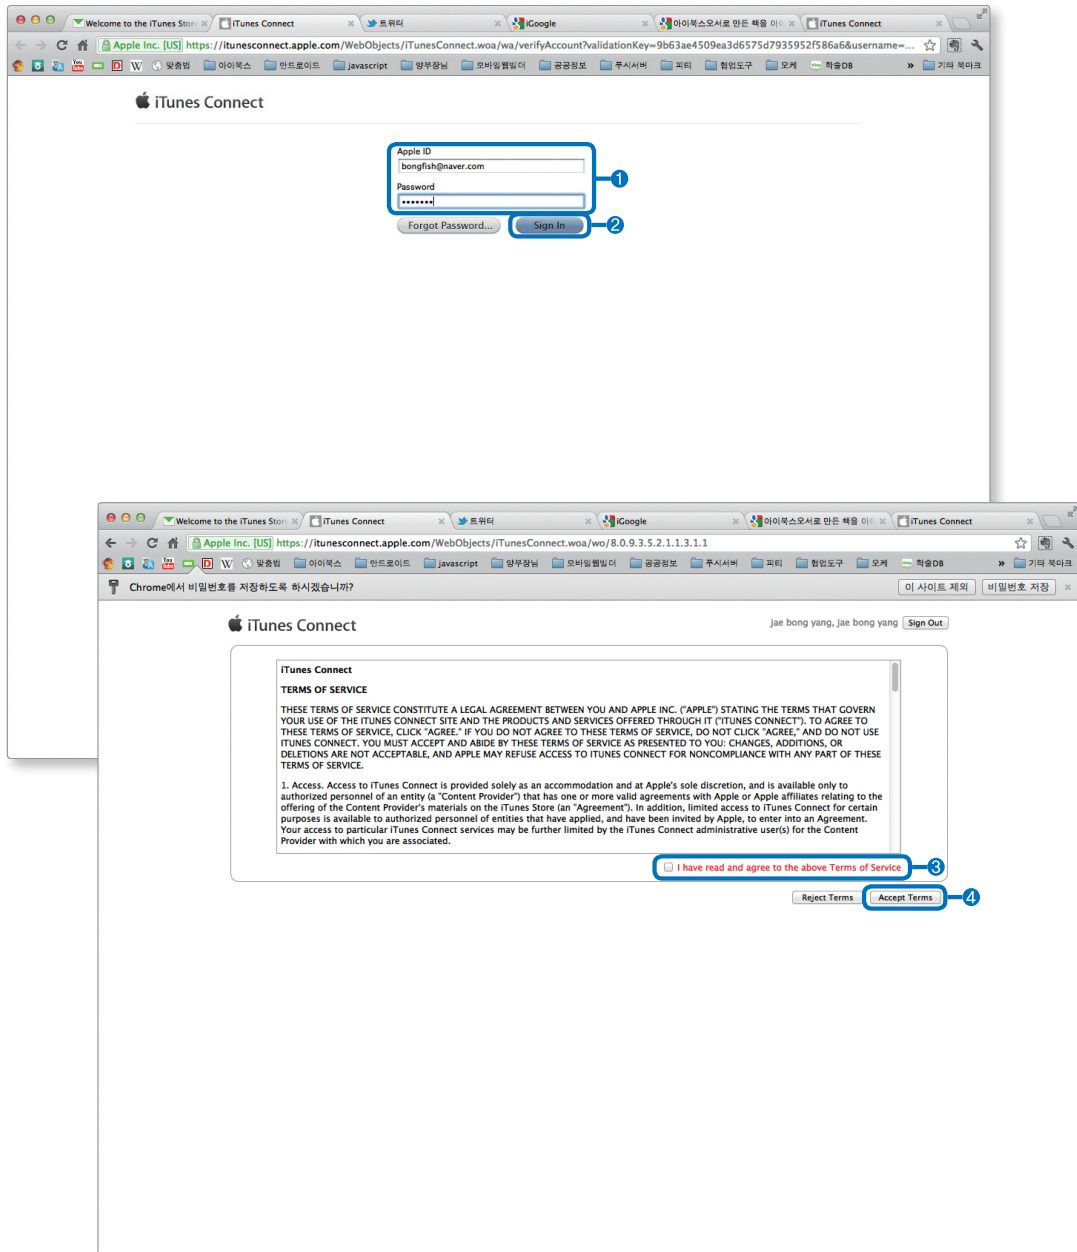 Welcome to the iTunes Stor
iTunes Connect
트위터
iGoogle
아이북스오서로 만든 책을 아이
iTunes Connect
Apple Inc. [US] https://itunesconnect.apple.com/WebObjects/iTunesConnect.woa/wa/verifyAccount?validationKey=9b63ae4509ea3d6575d7935952f586a6&username=...
You Tube D W 맞춤법 아이북스 안드로이드 javascript 양부장님 모바일웹빌더 공공정보 푸시서버 피티 협업도구 오케 학술DB » 기타 북마크
iTunes Connect
Apple ID
bongfish@naver.com
1
Password
•••••••
Forgot Password...
Sign In
2
Welcome to the iTunes Stor
iTunes Connect
트위터
iGoogle
아이북스오서로 만든 책을 아이
iTunes Connect
Apple Inc. [US] https://itunesconnect.apple.com/WebObjects/iTunesConnect.woa/wo/8.0.9.3.5.2.1.1.3.1.1
You Tube D W 맞춤법 아이북스 안드로이드 javascript 양부장님 모바일웹빌더 공공정보 푸시서버 피티 협업도구 오케 학술DB » 기타 북마크
Chrome에서 비밀번호를 저장하도록 하시겠습니까?
이 사이트 제외
비밀번호 저장
iTunes Connect
jae bong yang, jae bong yang
Sign Out
iTunes Connect
TERMS OF SERVICE
THESE TERMS OF SERVICE CONSTITUTE A LEGAL AGREEMENT BETWEEN YOU AND APPLE INC. ("APPLE") STATING THE TERMS THAT GOVERN
YOUR USE OF THE ITUNES CONNECT SITE AND THE PRODUCTS AND SERVICES OFFERED THROUGH IT ("ITUNES CONNECT"). TO AGREE TO
THESE TERMS OF SERVICE, CLICK "AGREE." IF YOU DO NOT AGREE TO THESE TERMS OF SERVICE, DO NOT CLICK "AGREE," AND DO NOT USE
ITUNES CONNECT. YOU MUST ACCEPT AND ABIDE BY THESE TERMS OF SERVICE AS PRESENTED TO YOU: CHANGES, ADDITIONS, OR
DELETIONS ARE NOT ACCEPTABLE, AND APPLE MAY REFUSE ACCESS TO ITUNES CONNECT FOR NONCOMPLIANCE WITH ANY PART OF THESE
TERMS OF SERVICE.
1. Access. Access to iTunes Connect is provided solely as an accommodation and at Apple's sole discretion, and is available only to
authorized personnel of an entity (a "Content Provider") that has one or more valid agreements with Apple or Apple affiliates relating to the
offering of the Content Provider's materials on the iTunes Store (an "Agreement"). In addition, limited access to iTunes Connect for certain
purposes is available to authorized personnel of entities that have applied, and have been invited by Apple, to enter into an Agreement.
Your access to particular iTunes Connect services may be further limited by the iTunes Connect administrative user(s) for the Content
Provider with which you are associated.
I have read and agree to the above Terms of Service
3
Reject Terms
Accept Terms
4